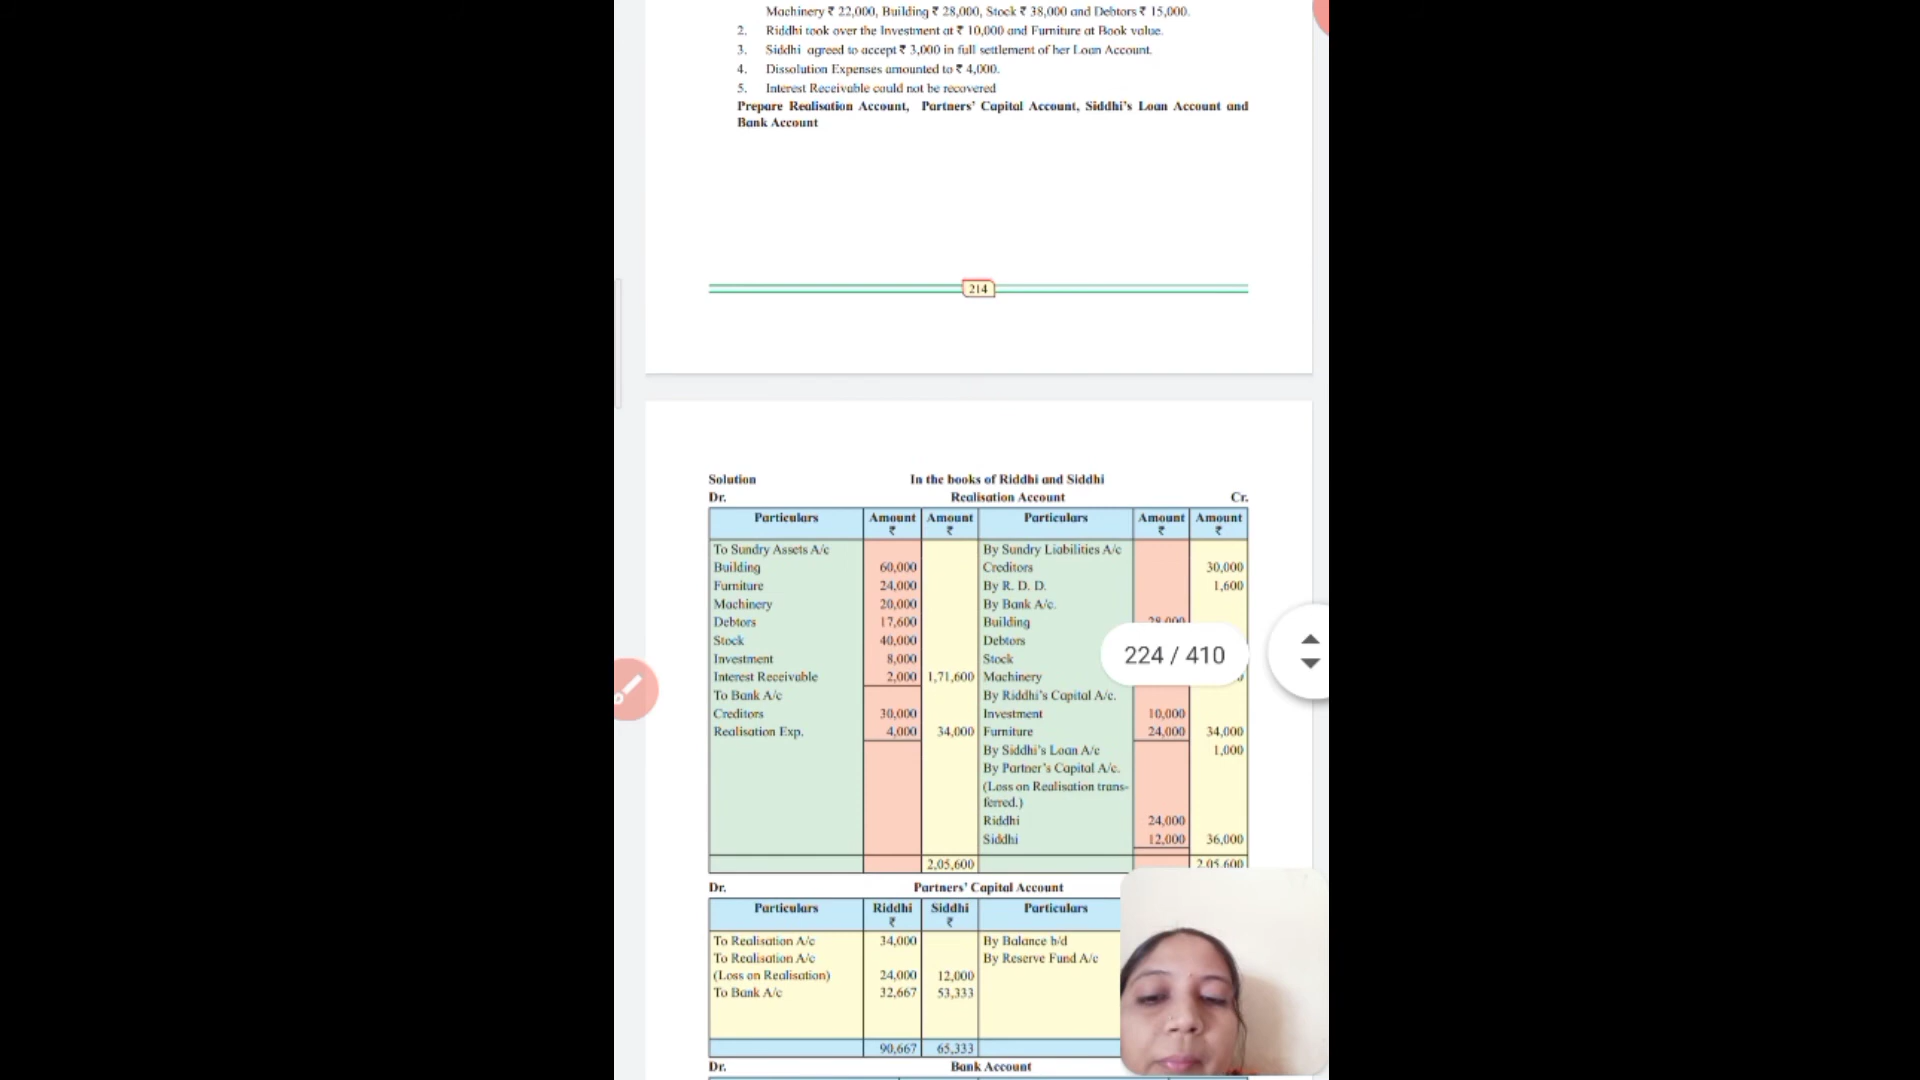 Machinery ₹ 22,000, Building ₹ 28,000, Stock ₹ 38,000 and Debtors ₹ 15,000.
2. Riddhi took over the Investment at ₹ 10,000 and Furniture at Book value.
3. Siddhi agreed to accept ₹ 3,000 in full settlement of her Loan Account.
4. Dissolution Expenses amounted to ₹ 4,000.
5. Interest Receivable could not be recovered
Prepare Realisation Account, Partners' Capital Account, Siddhi's Loan Account and
Bank Account
214
Solution In the books of Riddhi and Siddhi
Dr. Realisation Account Cr.
Particulars Amount ₹ Amount ₹ Particulars Amount ₹ Amount ₹
To Sundry Assets A/c By Sundry Liabilities A/c
Building 60,000 Creditors 30,000
Furniture 24,000 By R. D. D. 1,600
Machinery 20,000 By Bank A/c.
Debtors 17,600 Building 28,000
Stock 40,000 Debtors
Investment 8,000 Stock
Interest Receivable 2,000 1,71,600 Machinery
To Bank A/c By Riddhi's Capital A/c.
Creditors 30,000 Investment 10,000
Realisation Exp. 4,000 34,000 Furniture 24,000 34,000
By Siddhi's Loan A/c 1,000
By Partner's Capital A/c.
(Loss on Realisation trans-
ferred.)
Riddhi 24,000
Siddhi 12,000 36,000
2,05,600 2,05,600
224 / 410
Dr. Partners' Capital Account
Particulars Riddhi ₹ Siddhi ₹ Particulars
To Realisation A/c 34,000 By Balance b/d
To Realisation A/c By Reserve Fund A/c
(Loss on Realisation) 24,000 12,000
To Bank A/c 32,667 53,333
90,667 65,333
Dr. Bank Account